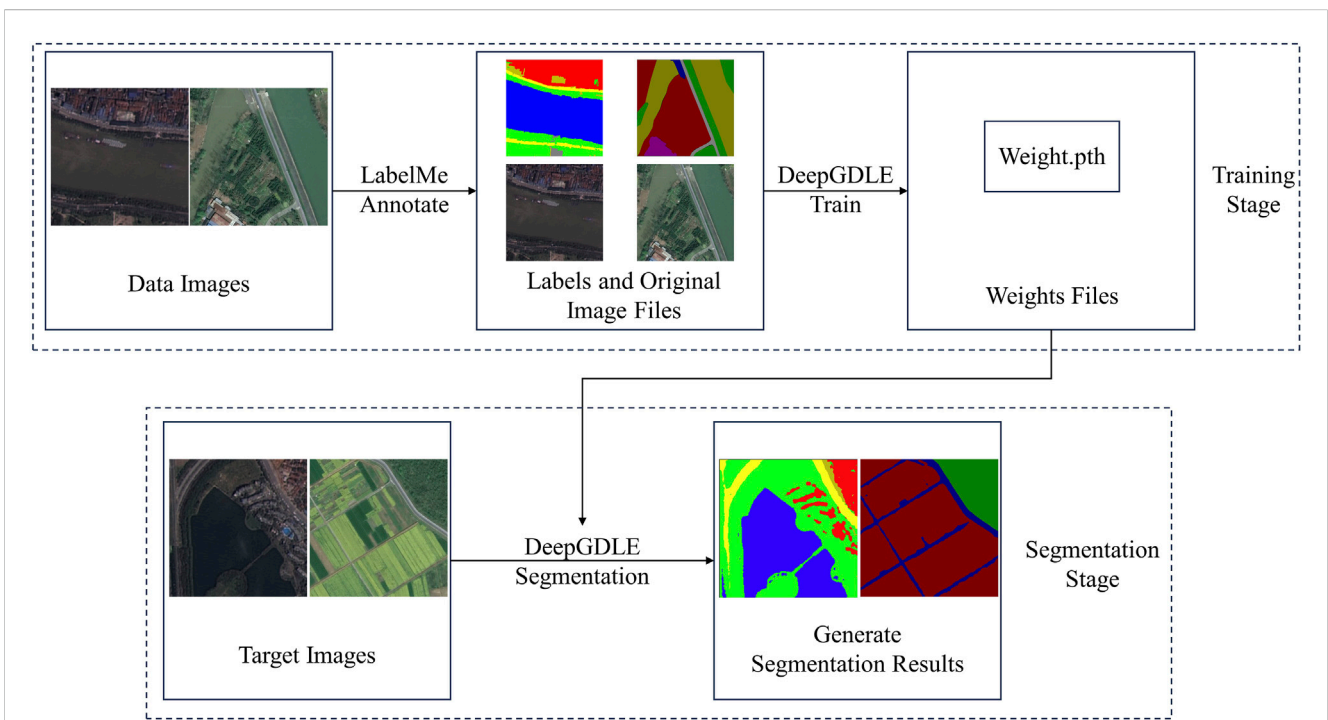 Data Images
LabelMe
Annotate
Labels and Original
Image Files
DeepGDLE
Train
Weight.pth
Weights Files
Training
Stage
Target Images
DeepGDLE
Segmentation
Generate
Segmentation Results
Segmentation
Stage